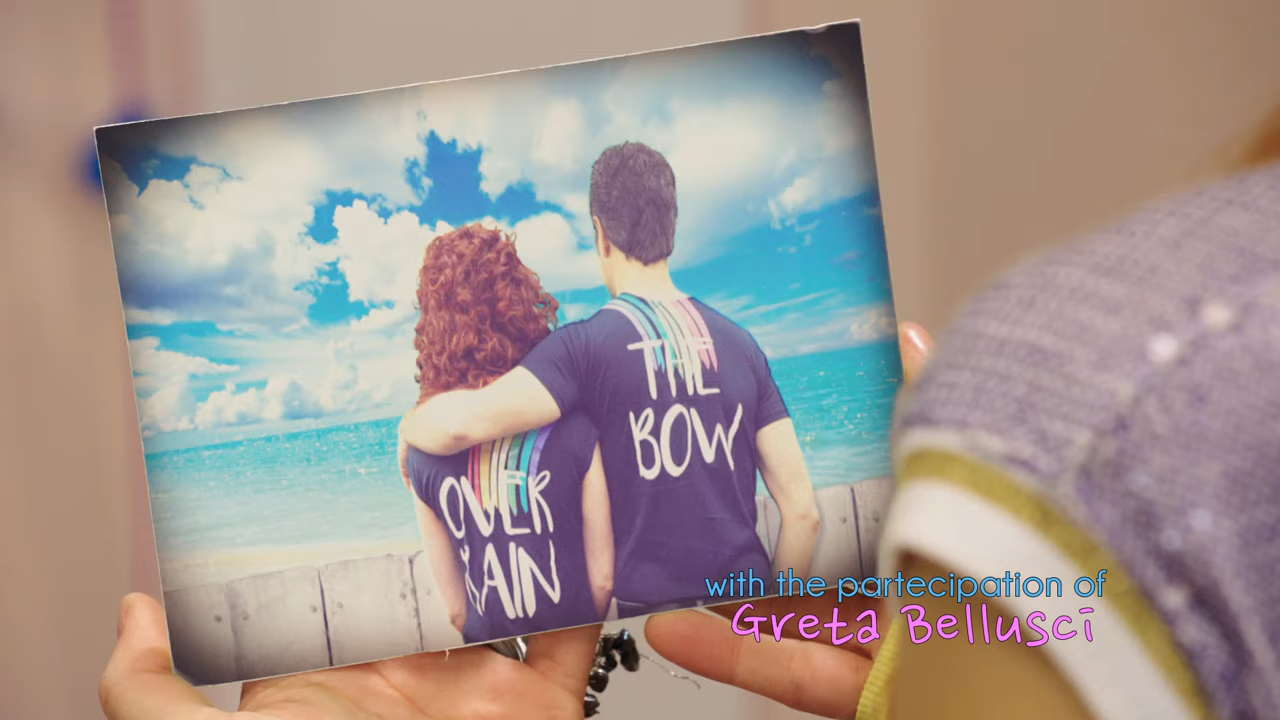 THE
BOW
OVER
RAIN
with the partecipation of
Greta Bellusci